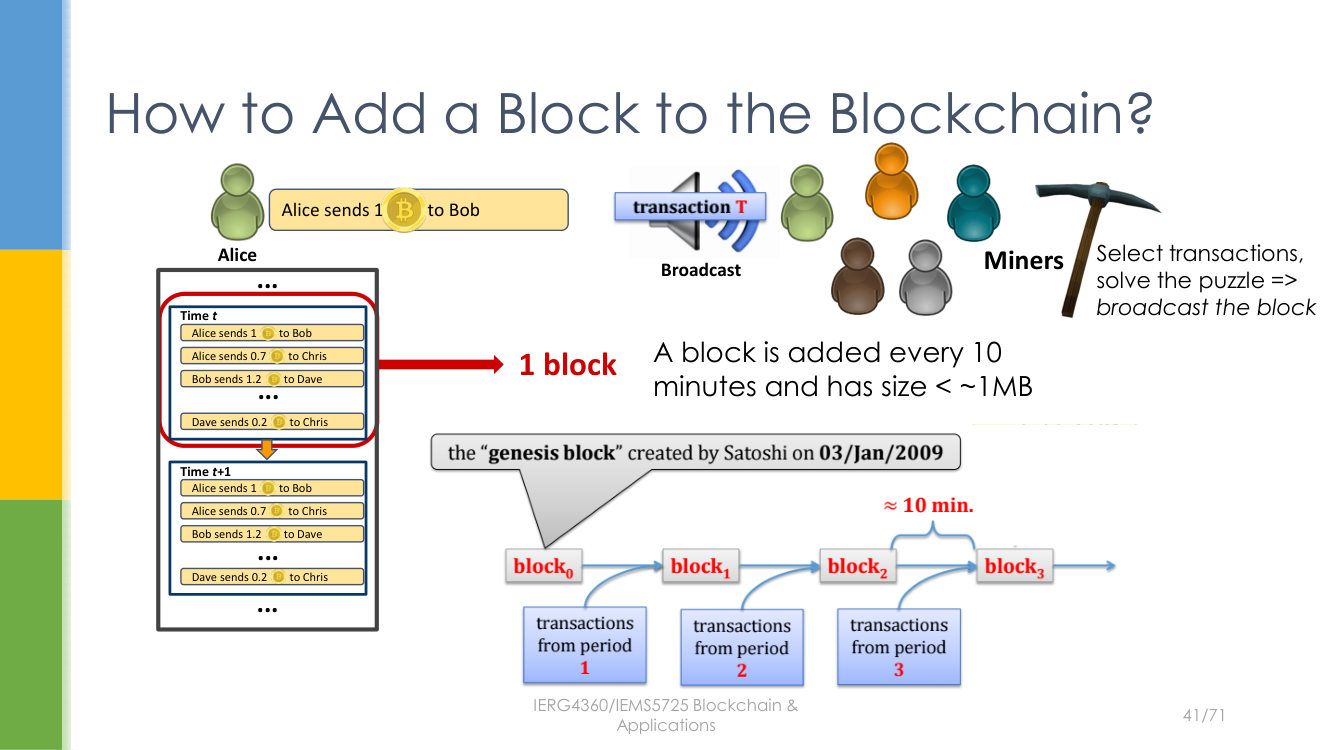 How to Add a Block to the Blockchain?
Alice sends 1 ₿ to Bob
Alice
transaction T
Broadcast
Miners
Select transactions,
solve the puzzle =>
broadcast the block
...
Time t
Alice sends 1 ₿ to Bob
Alice sends 0.7 ₿ to Chris
Bob sends 1.2 ₿ to Dave
...
Dave sends 0.2 ₿ to Chris
Time t+1
Alice sends 1 ₿ to Bob
Alice sends 0.7 ₿ to Chris
Bob sends 1.2 ₿ to Dave
...
Dave sends 0.2 ₿ to Chris
...
1 block
A block is added every 10
minutes and has size < ~1MB
the “genesis block” created by Satoshi on 03/Jan/2009
≈ 10 min.
block0
block1
block2
block3
transactions
from period
1
transactions
from period
2
transactions
from period
3
IERG4360/IEMS5725 Blockchain &
Applications
41/71